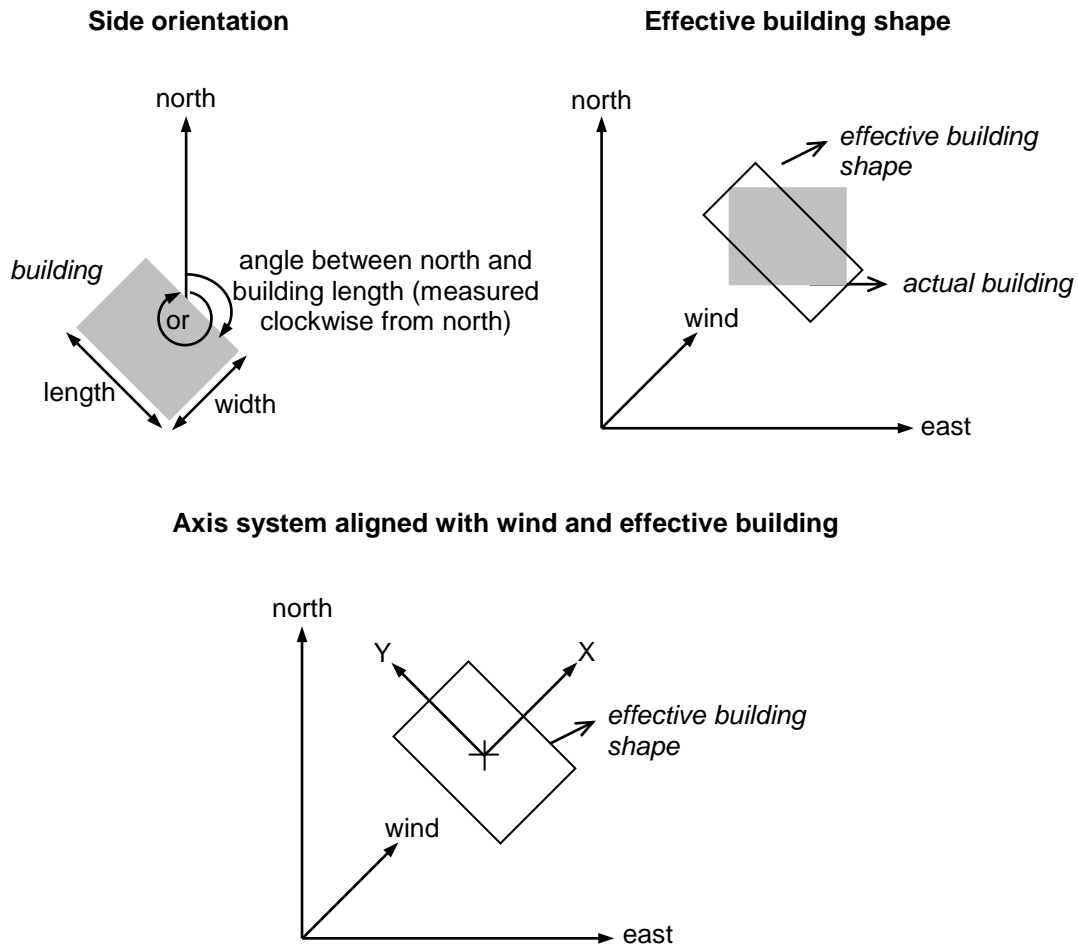 Side orientation
north
building
angle between north and
building length (measured
clockwise from north)
or
length
width
Effective building shape
north
effective building
shape
actual building
wind
east
Axis system aligned with wind and effective building
north
Y
X
effective building
shape
wind
east